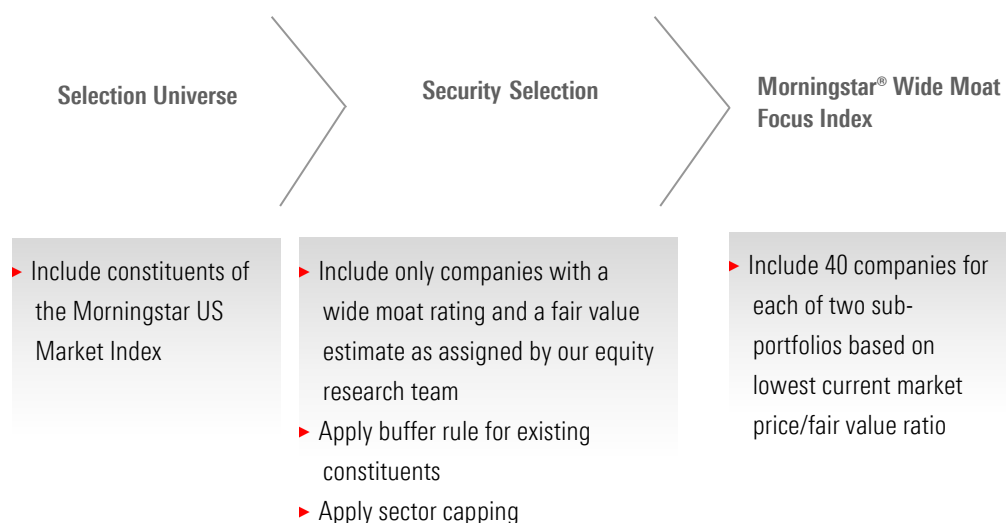 Selection Universe
Security Selection
Morningstar® Wide Moat
Focus Index
Include constituents of
the Morningstar US
Market Index
Include only companies with a
wide moat rating and a fair value
estimate as assigned by our equity
research team
Apply buffer rule for existing
constituents
Apply sector capping
Include 40 companies for
each of two sub-
portfolios based on
lowest current market
price/fair value ratio